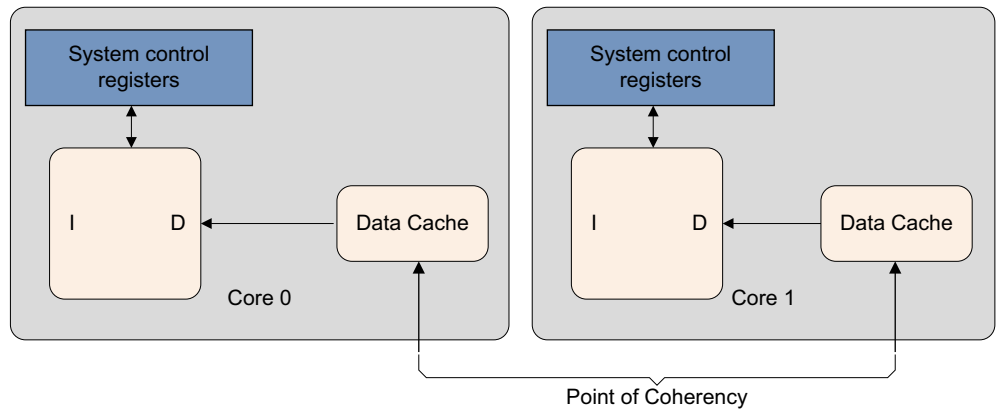 System control
registers
I
D
Data Cache
Core 0
System control
registers
I
D
Data Cache
Core 1
Point of Coherency